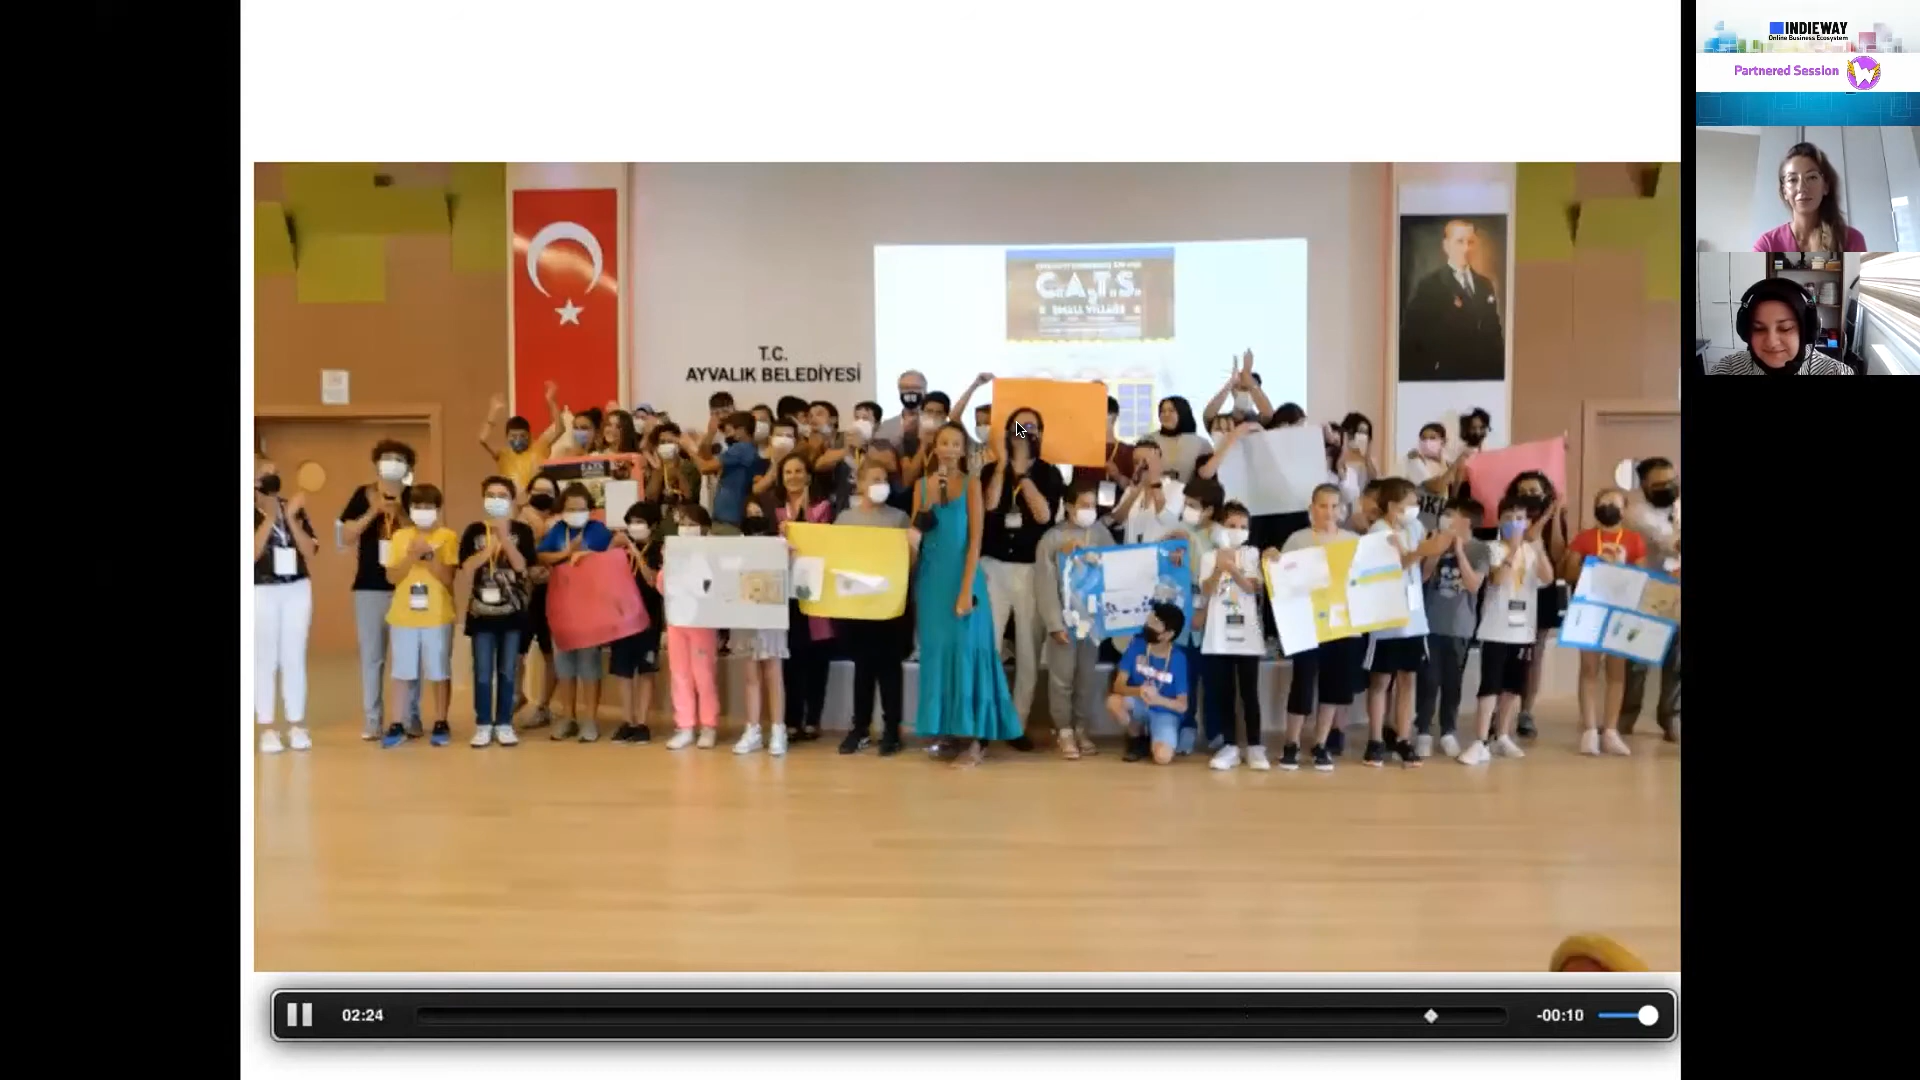 T.C.
AYVALIK BELEDİYESİ
C.A.T.S.
SMALL VILLAGE
02:24
-00:10
INDIEWAY
Online Business Ecosystem
Partnered Session